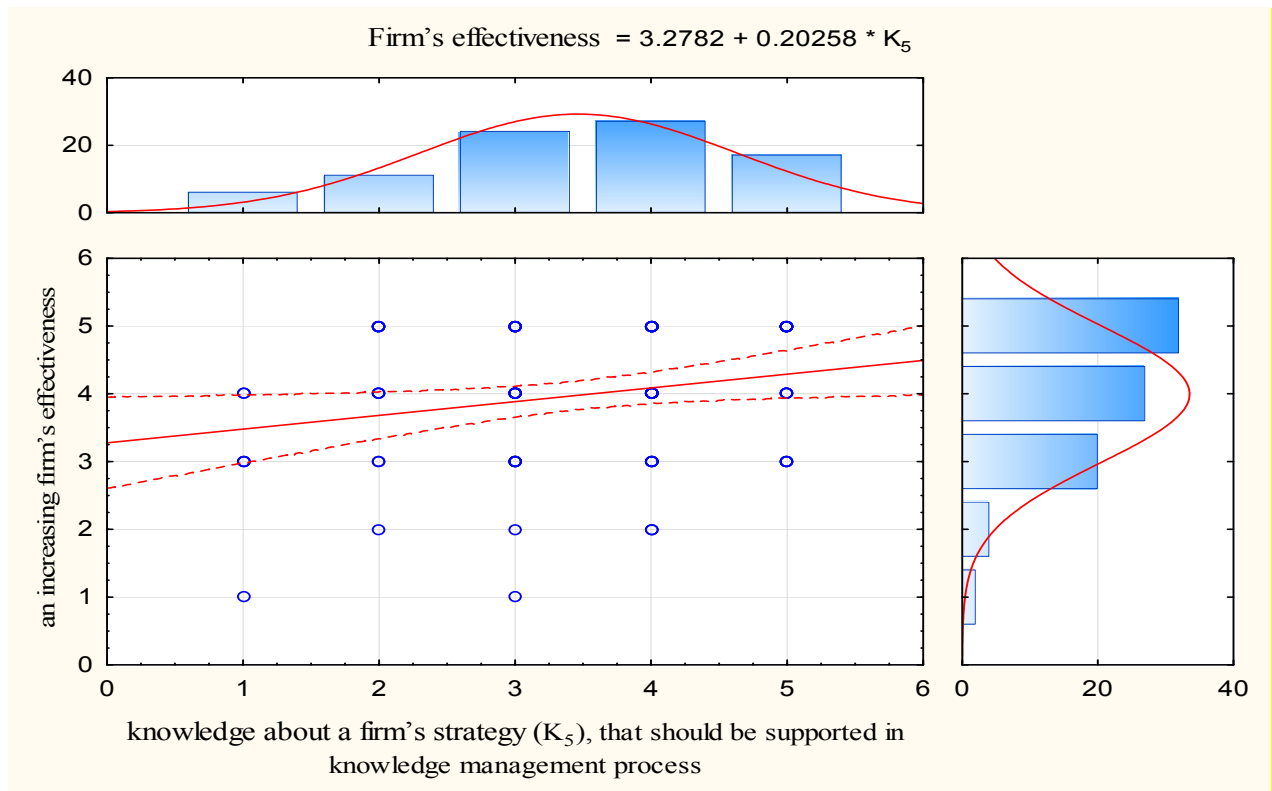 Firm's effectiveness = 3.2782 + 0.20258 * K5
40
20
0
6
5
4
3
2
1
0
an increasing firm's effectiveness
0 1 2 3 4 5 6
0 20 40
knowledge about a firm's strategy (K5), that should be supported in
knowledge management process